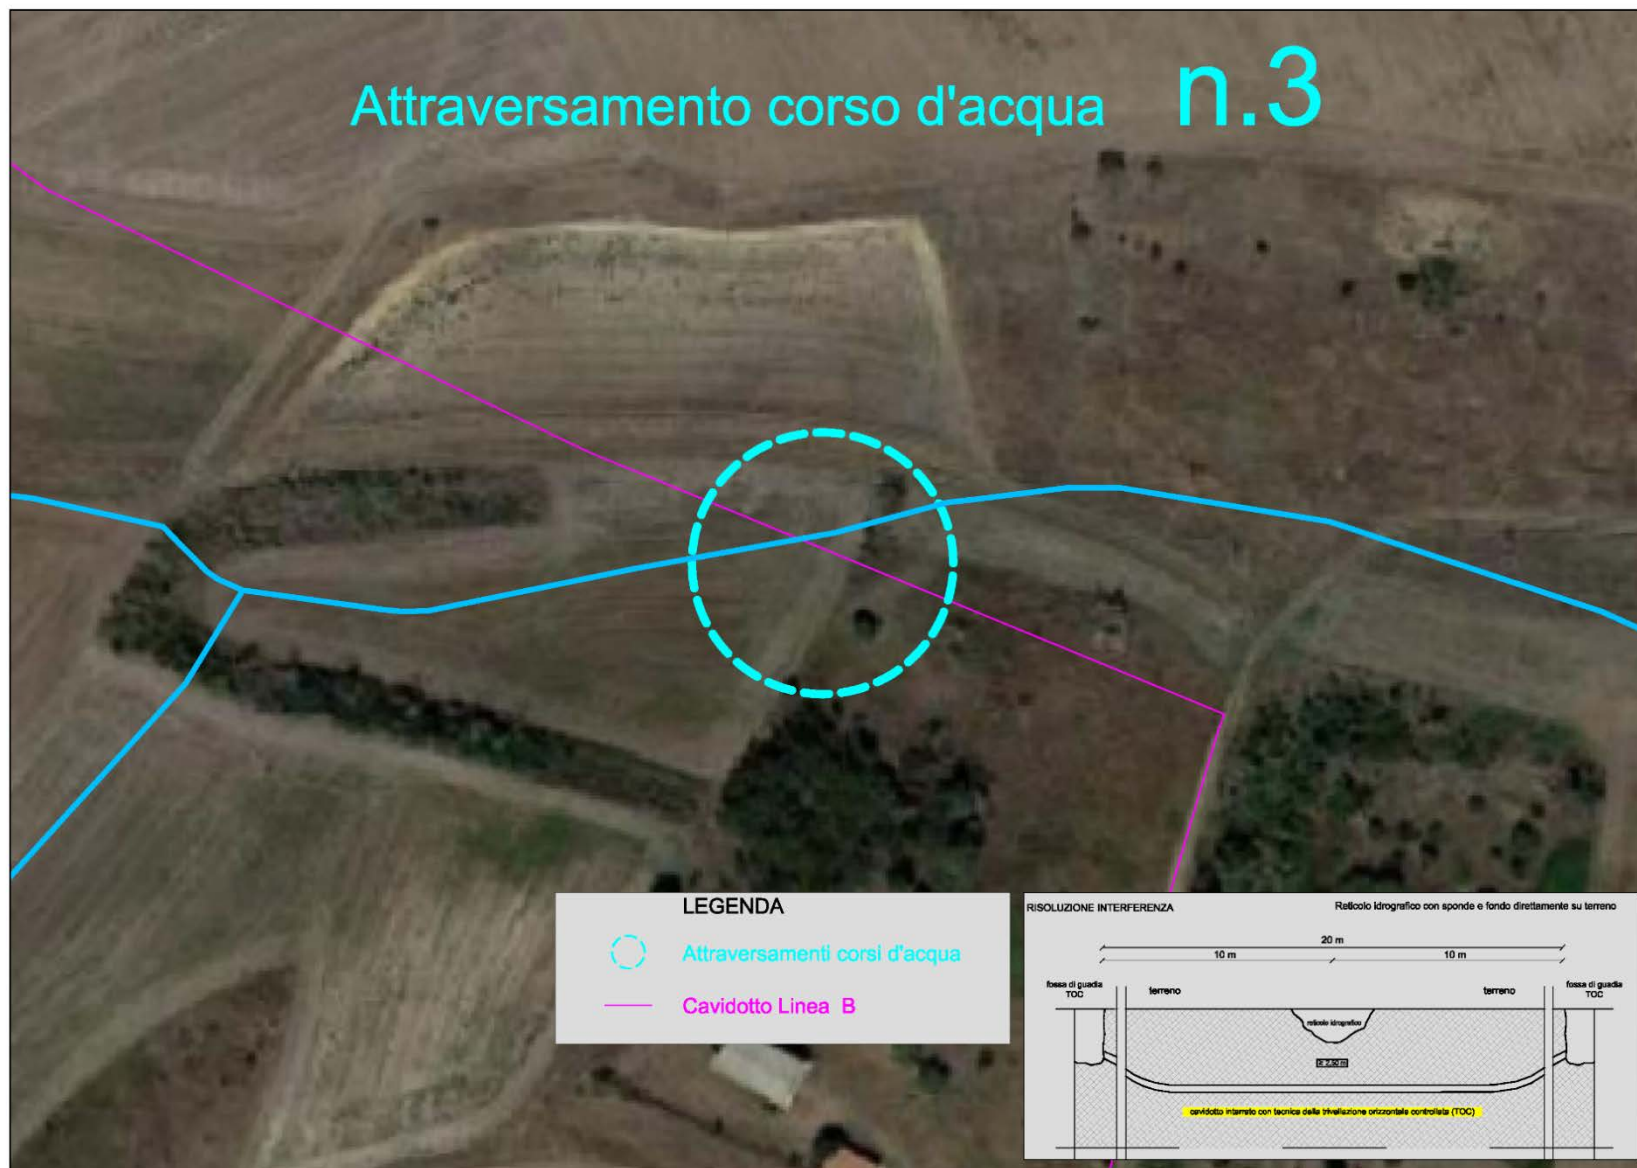 Attraversamento corso d'acqua n.3
LEGENDA
Attraversamenti corsi d'acqua
Cavidotto Linea B
RISOLUZIONE INTERFERENZA
Reticolo idrografico con sponde e fondo direttamente su terreno
20 m
10 m
10 m
fossa di guadia
TOC
terreno
terreno
fossa di guadia
TOC
reticolo idrografico
cavidotto interrato con tecnica della trivellazione orizzontale controllata (TOC)